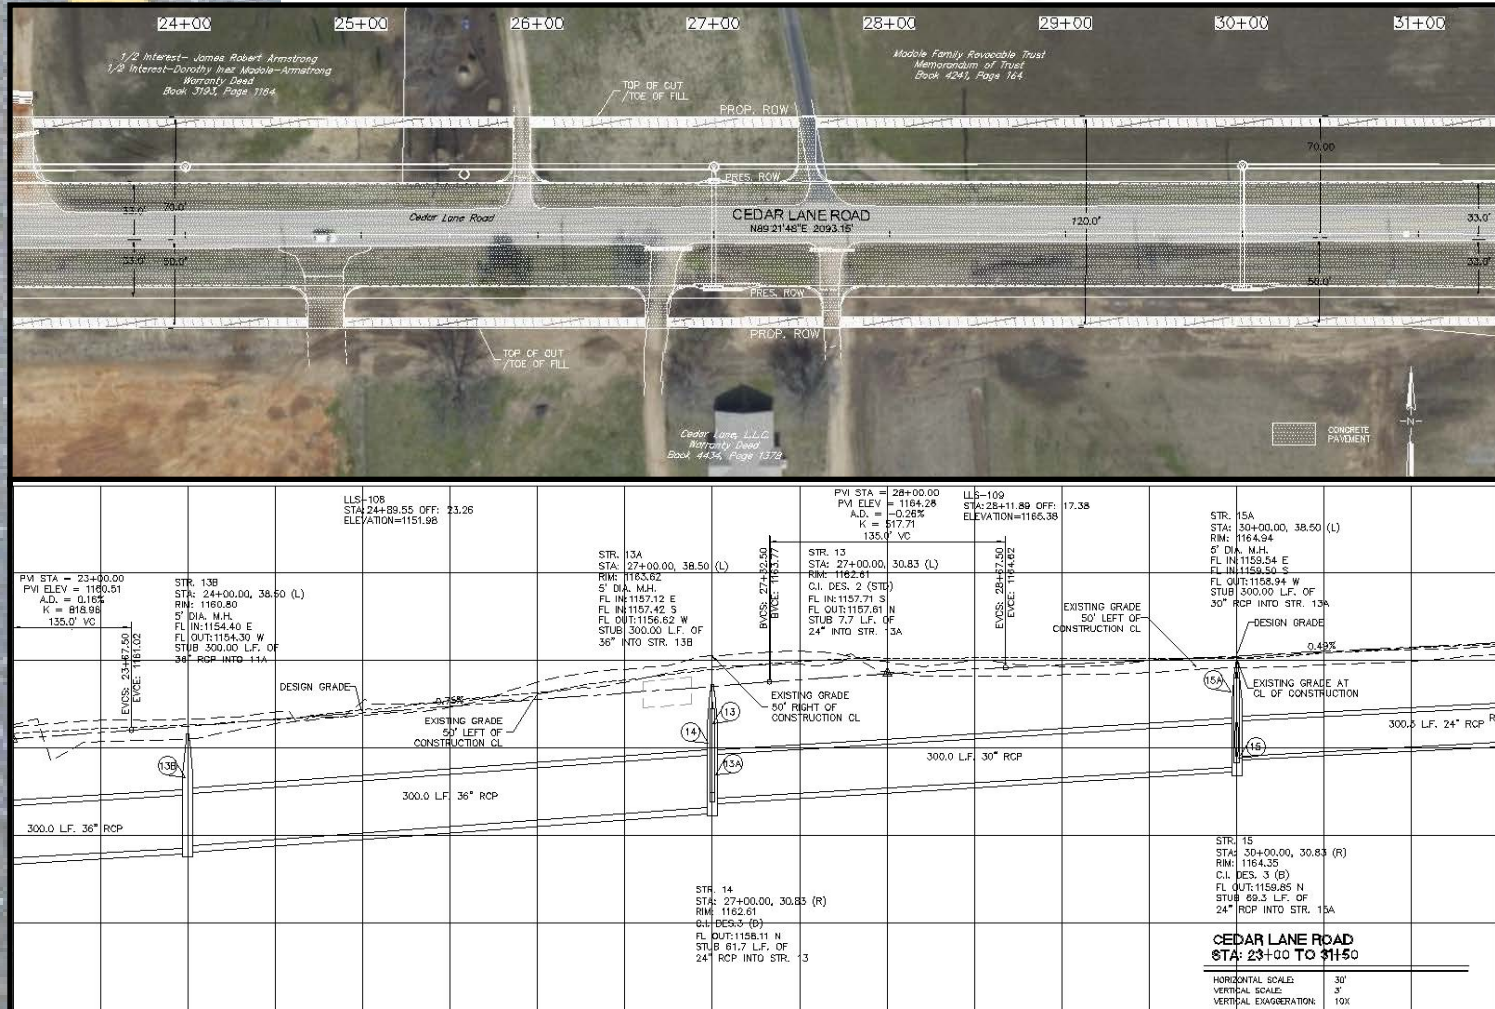 24+00 25+00 26+00 27+00 28+00 29+00 30+00 31+00
1/2 Interest- James Robert Armstrong
1/2 Interest-Dorothy Inez Madole-Armstrong
Warranty Deed
Book 3193, Page 1164
Madole Family Revocable Trust
Memorandum of Trust
Book 4241, Page 164
TOP OF CUT
/TOE OF FILL
PROP. ROW
70.00
PRES. ROW
33.0' 70.0'
Cedar Lane Road
CEDAR LANE ROAD
N89°21'48"E 2093.15'
120.0'
33.0'
33.0' 50.0'
50.0' 33.0'
PRES. ROW
PROP. ROW
TOP OF CUT
/TOE OF FILL
Cedar Lane, L.L.C.
Warranty Deed
Book 4434, Page 1379
-N-
CONCRETE
PAVEMENT
LLS-108
STA:24+89.55 OFF: 23.26
ELEVATION=1151.98
PVI STA = 28+00.00
PVI ELEV = 1164.28
A.D. = -0.26%
K = 517.71
135.0' VC
LLS-109
STA:28+11.89 OFF: 17.38
ELEVATION=1165.38
PVI STA = 23+00.00
PVI ELEV = 1160.51
A.D. = 0.16%
K = 818.96
135.0' VC
EVCS: 23+67.50
EVCE: 1161.02
STR. 13B
STA: 24+00.00, 38.50 (L)
RIM: 1160.80
5' DIA. M.H.
FL IN:1154.40 E
FL OUT:1154.30 W
STUB 300.00 L.F. OF
36" RCP INTO 11A
STR. 13A
STA: 27+00.00, 38.50 (L)
RIM: 1163.62
5' DIA. M.H.
FL IN:1157.12 E
FL IN:1157.42 S
FL OUT:1156.62 W
STUB 300.00 L.F. OF
36" INTO STR. 13B
BVCS: 27+32.50
BVCE: 1163.77
STR. 13
STA: 27+00.00, 30.83 (L)
RIM: 1162.61
C.I. DES. 2 (STD)
FL IN:1157.71 S
FL OUT:1157.61 N
STUB 7.7 L.F. OF
24" INTO STR. 13A
EVCS: 28+67.50
EVCE: 1164.62
STR. 15A
STA: 30+00.00, 38.50 (L)
RIM: 1164.94
5' DIA. M.H.
FL IN:1159.54 E
FL IN:1159.50 S
FL OUT:1158.94 W
STUB 300.00 L.F. OF
30" RCP INTO STR. 13A
EXISTING GRADE
50' LEFT OF
CONSTRUCTION CL
DESIGN GRADE
0.49%
DESIGN GRADE
0.75%
EXISTING GRADE
50' LEFT OF
CONSTRUCTION CL
EXISTING GRADE
50' RIGHT OF
CONSTRUCTION CL
15A
EXISTING GRADE AT
CL OF CONSTRUCTION
13
14
13A
13B
15
300.0 L.F. 36" RCP
300.0 L.F. 36" RCP
300.0 L.F. 30" RCP
300.5 L.F. 24" RCP
STR. 14
STA: 27+00.00, 30.83 (R)
RIM: 1162.61
C.I. DES.3 (D)
FL OUT:1158.11 N
STUB 61.7 L.F. OF
24" RCP INTO STR. 13
STR. 15
STA: 30+00.00, 30.83 (R)
RIM: 1164.35
C.I. DES. 3 (B)
FL OUT:1159.85 N
STUB 69.3 L.F. OF
24" RCP INTO STR. 15A
CEDAR LANE ROAD
STA: 23+00 TO 31+50
HORIZONTAL SCALE: 30'
VERTICAL SCALE: 3'
VERTICAL EXAGGERATION: 10X